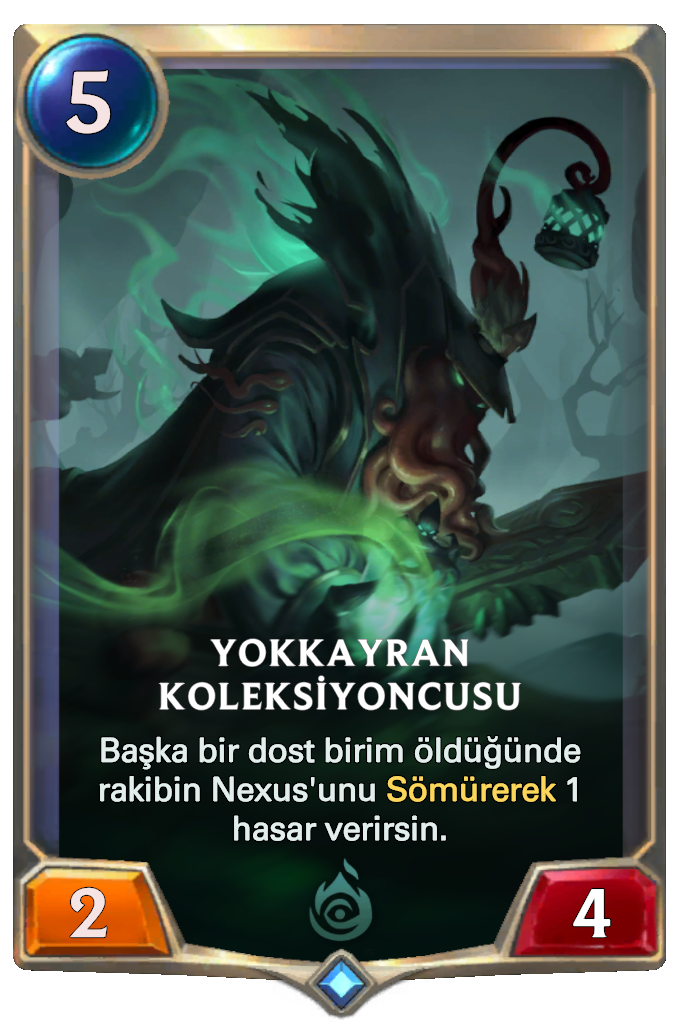 5
YOKKAYRAN
KOLEKSİYONCUSU
Başka bir dost birim öldüğünde
rakibin Nexus'unu Sömürerek 1
hasar verirsin.
2
4